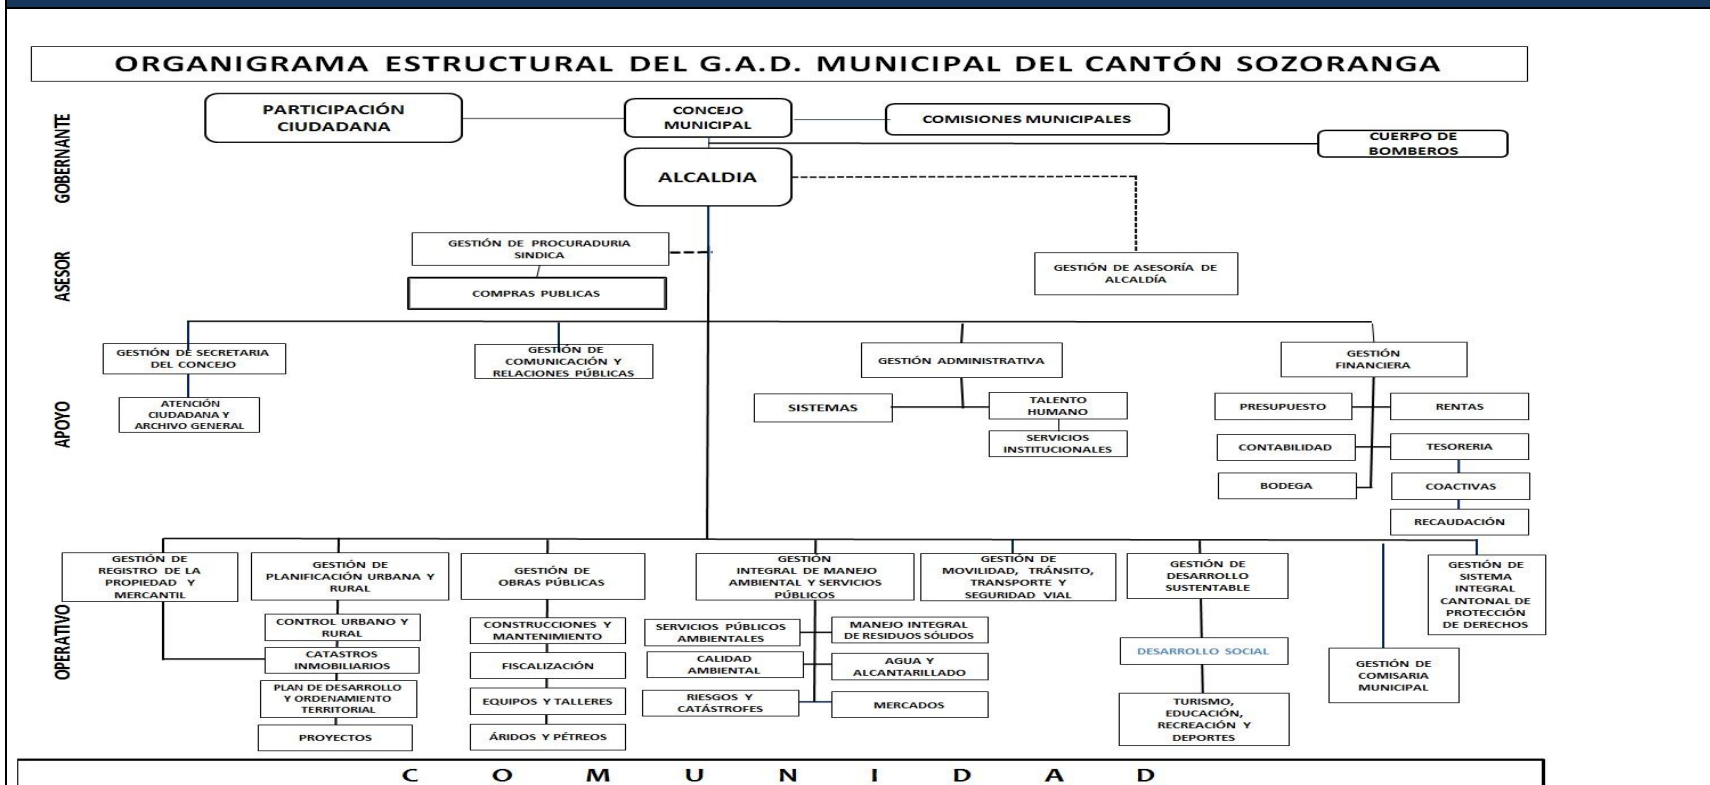 ORGANIGRAMA ESTRUCTURAL DEL G.A.D. MUNICIPAL DEL CANTÓN SOZORANGA
GOBERNANTE
PARTICIPACIÓN
CIUDADANA
CONCEJO
MUNICIPAL
COMISIONES MUNICIPALES
CUERPO DE
BOMBEROS
ALCALDIA
ASESOR
GESTIÓN DE PROCURADURIA
SINDICA
COMPRAS PUBLICAS
GESTIÓN DE ASESORÍA DE
ALCALDÍA
APOYO
GESTIÓN DE SECRETARIA
DEL CONCEJO
ATENCIÓN
CIUDADANA Y
ARCHIVO GENERAL
GESTIÓN DE
COMUNICACIÓN Y
RELACIONES PÚBLICAS
GESTIÓN ADMINISTRATIVA
SISTEMAS
TALENTO
HUMANO
SERVICIOS
INSTITUCIONALES
GESTIÓN
FINANCIERA
PRESUPUESTO
RENTAS
CONTABILIDAD
TESORERIA
BODEGA
COACTIVAS
RECAUDACIÓN
OPERATIVO
GESTIÓN DE
REGISTRO DE LA
PROPIEDAD Y
MERCANTIL
GESTIÓN DE
PLANIFICACIÓN URBANA Y
RURAL
CONTROL URBANO Y
RURAL
CATASTROS
INMOBILIARIOS
PLAN DE DESARROLLO
Y ORDENAMIENTO
TERRITORIAL
PROYECTOS
GESTIÓN DE
OBRAS PÚBLICAS
CONSTRUCCIONES Y
MANTENIMIENTO
FISCALIZACIÓN
EQUIPOS Y TALLERES
ÁRIDOS Y PÉTREOS
GESTIÓN
INTEGRAL DE MANEJO
AMBIENTAL Y SERVICIOS
PÚBLICOS
SERVICIOS PÚBLICOS
AMBIENTALES
MANEJO INTEGRAL
DE RESIDUOS SÓLIDOS
CALIDAD
AMBIENTAL
AGUA Y
ALCANTARILLADO
RIESGOS Y
CATÁSTROFES
MERCADOS
GESTIÓN DE
MOVILIDAD, TRÁNSITO,
TRANSPORTE Y
SEGURIDAD VIAL
GESTIÓN DE
DESARROLLO
SUSTENTABLE
DESARROLLO SOCIAL
TURISMO,
EDUCACIÓN,
RECREACIÓN Y
DEPORTES
GESTIÓN DE
COMISARIA
MUNICIPAL
GESTIÓN DE
SISTEMA
INTEGRAL
CANTONAL DE
PROTECCIÓN
DE DERECHOS
C O M U N I D A D